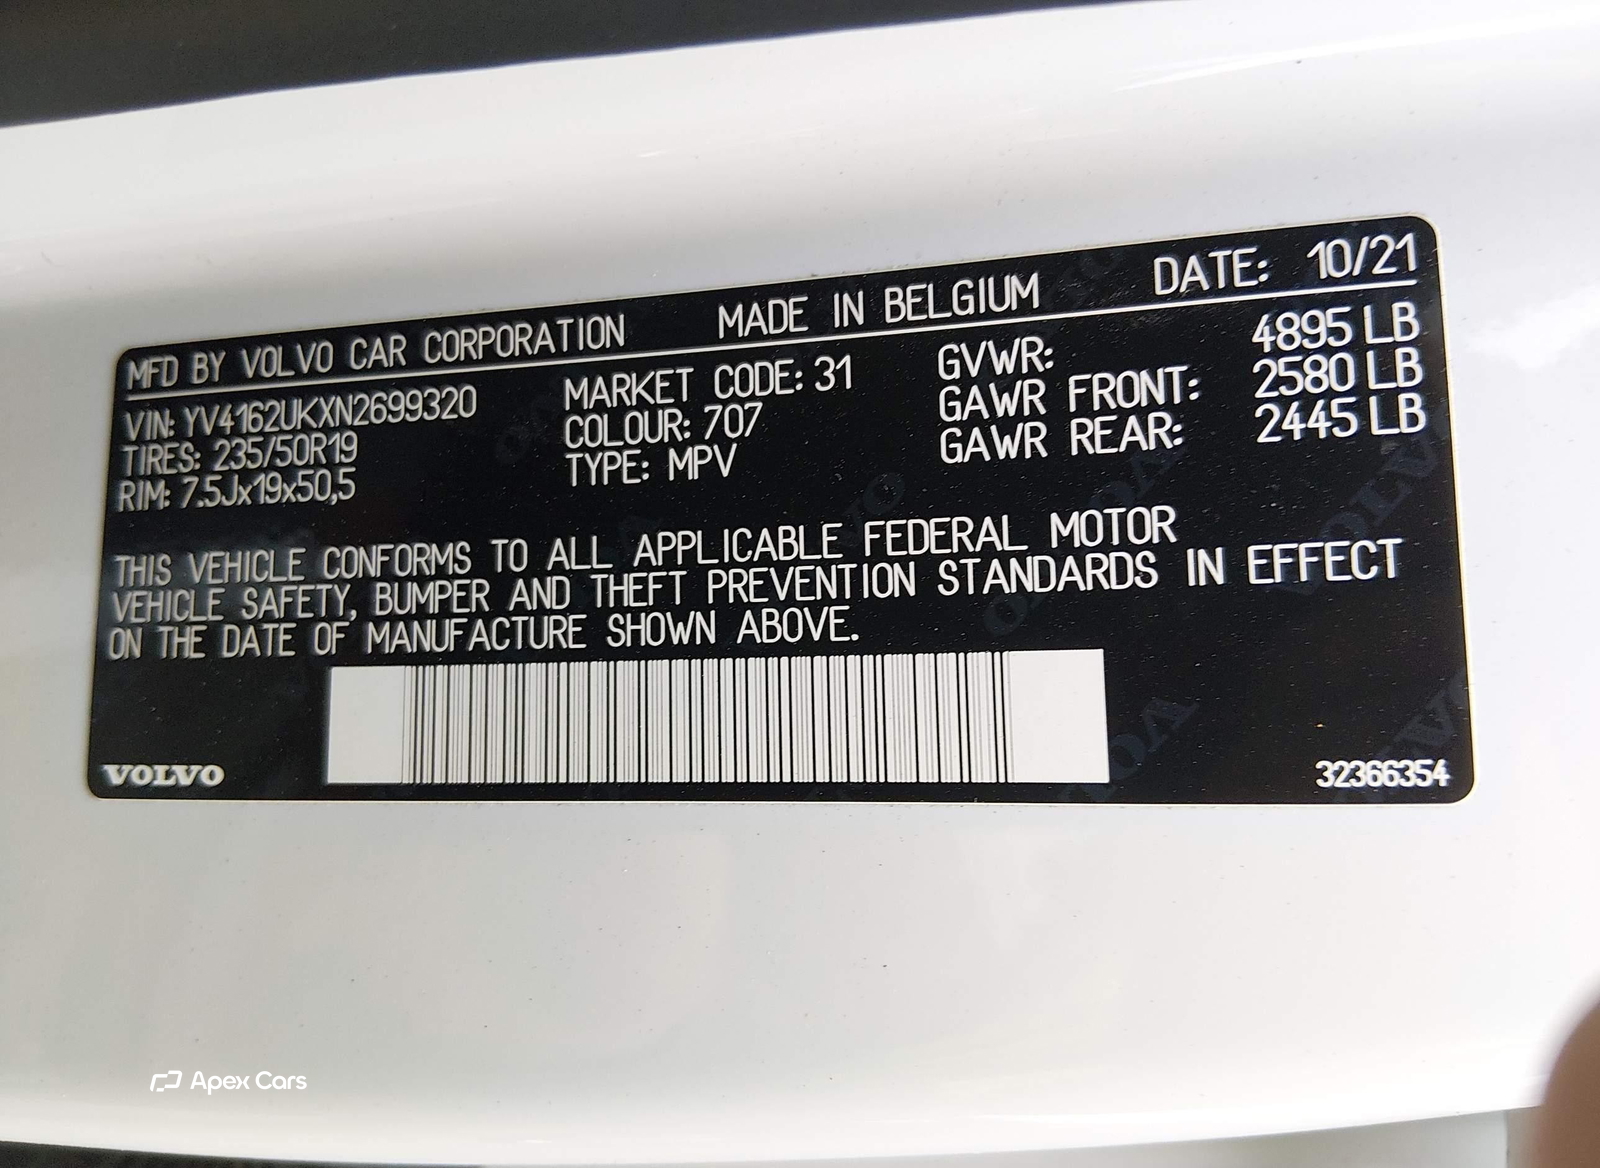 MFD BY VOLVO CAR CORPORATION MADE IN BELGIUM DATE: 10/21
VIN: YV4162UKXN2699320 MARKET CODE: 31 GVWR: 4895 LB
TIRES: 235/50R19 COLOUR: 707 GAWR FRONT: 2580 LB
RIM: 7.5Jx19x50,5 TYPE: MPV GAWR REAR: 2445 LB
THIS VEHICLE CONFORMS TO ALL APPLICABLE FEDERAL MOTOR
VEHICLE SAFETY, BUMPER AND THEFT PREVENTION STANDARDS IN EFFECT
ON THE DATE OF MANUFACTURE SHOWN ABOVE.
VOLVO 32366354
Apex Cars